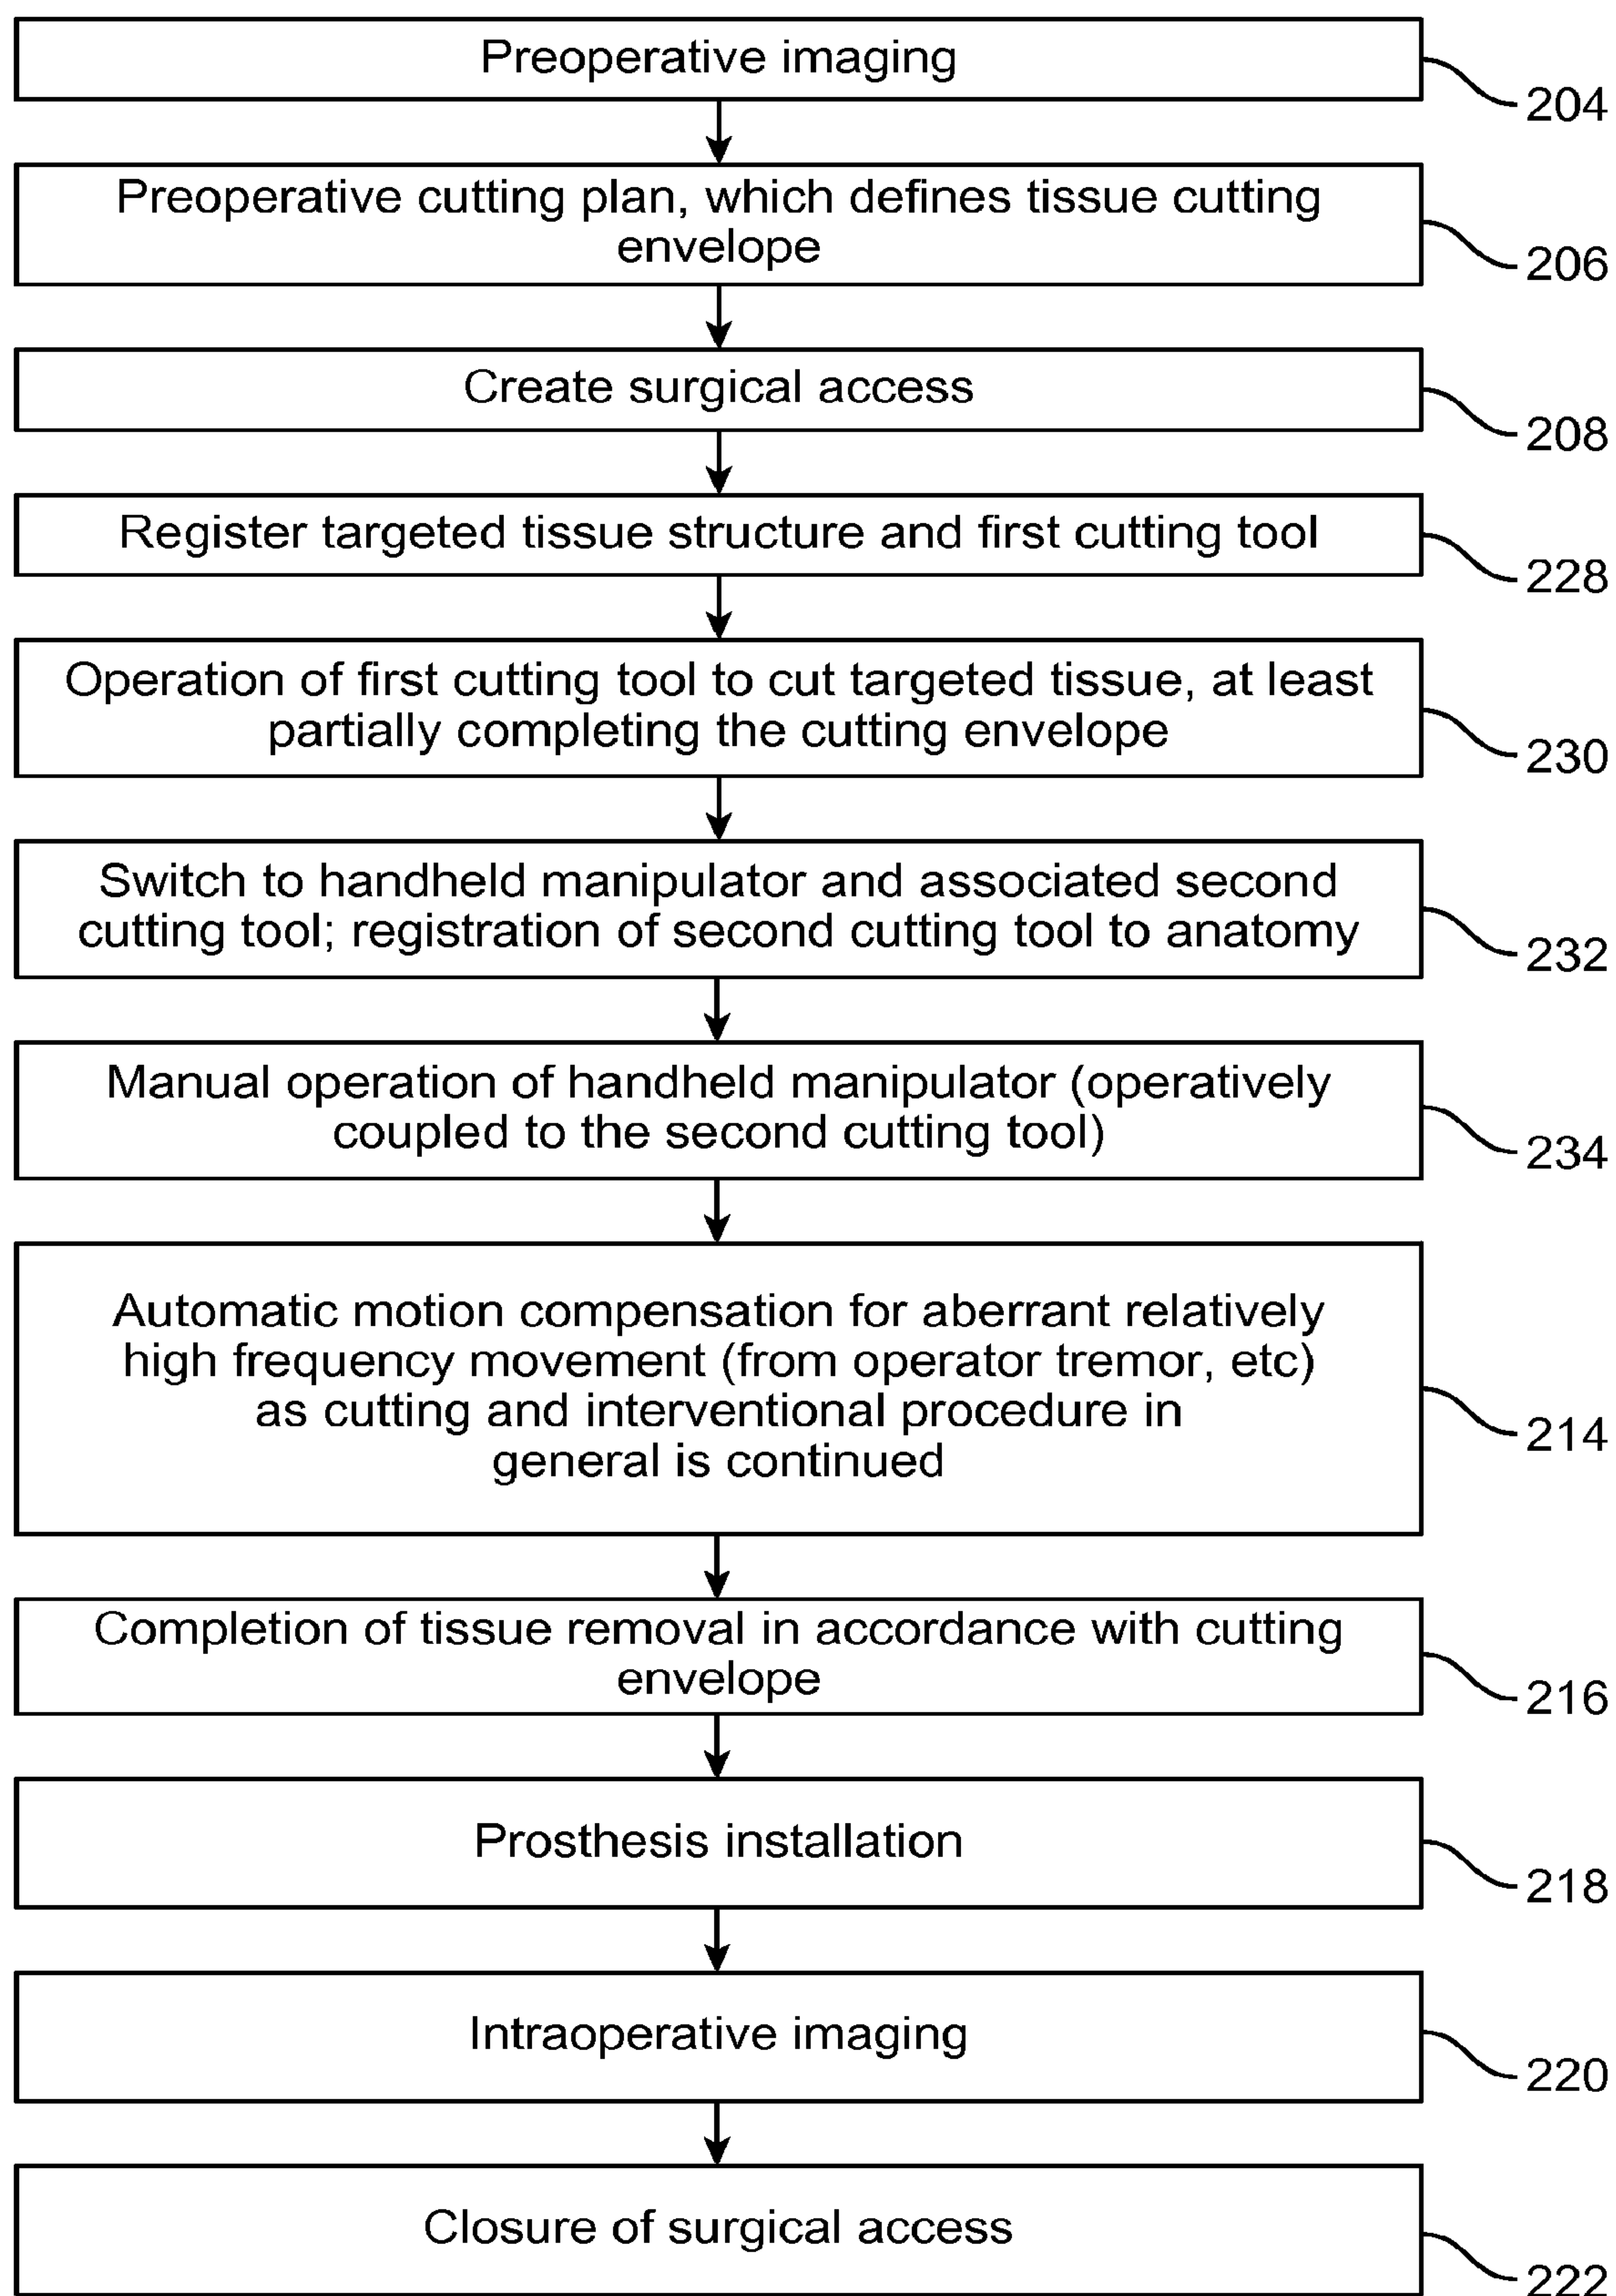 Preoperative imaging
204
Preoperative cutting plan, which defines tissue cutting
envelope
206
Create surgical access
208
Register targeted tissue structure and first cutting tool
228
Operation of first cutting tool to cut targeted tissue, at least
partially completing the cutting envelope
230
Switch to handheld manipulator and associated second
cutting tool; registration of second cutting tool to anatomy
232
Manual operation of handheld manipulator (operatively
coupled to the second cutting tool)
234
Automatic motion compensation for aberrant relatively
high frequency movement (from operator tremor, etc)
as cutting and interventional procedure in
general is continued
214
Completion of tissue removal in accordance with cutting
envelope
216
Prosthesis installation
218
Intraoperative imaging
220
Closure of surgical access
222